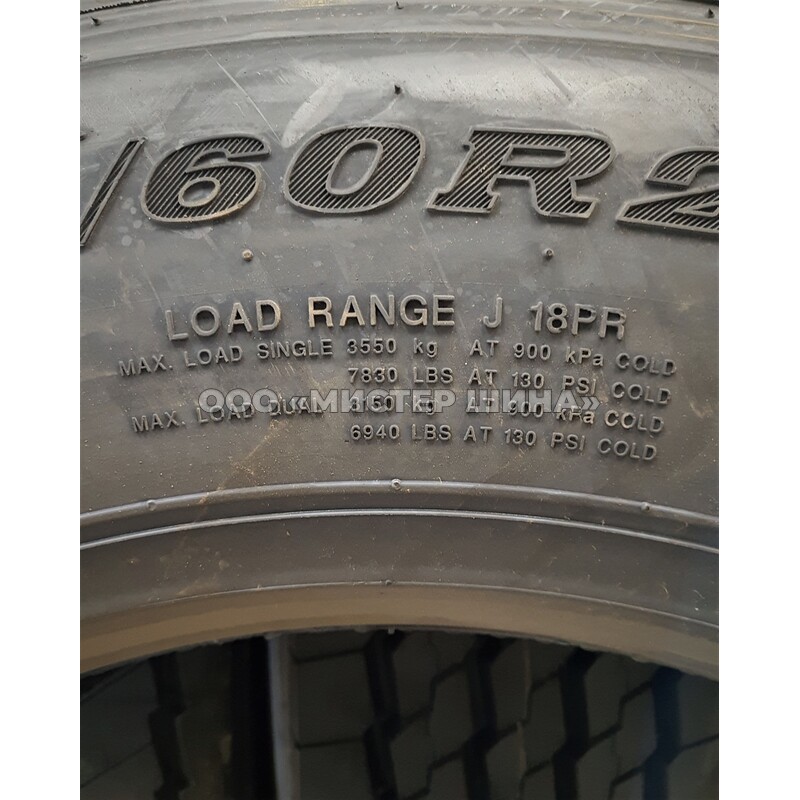 /60R2
LOAD RANGE J 18PR
MAX. LOAD SINGLE 3550 kg AT 900 kPa COLD
7830 LBS AT 130 PSI COLD
ООО «МИСТЕР ШИНА»
MAX. LOAD DUAL 3150 kg AT 900 kPa COLD
6940 LBS AT 130 PSI COLD